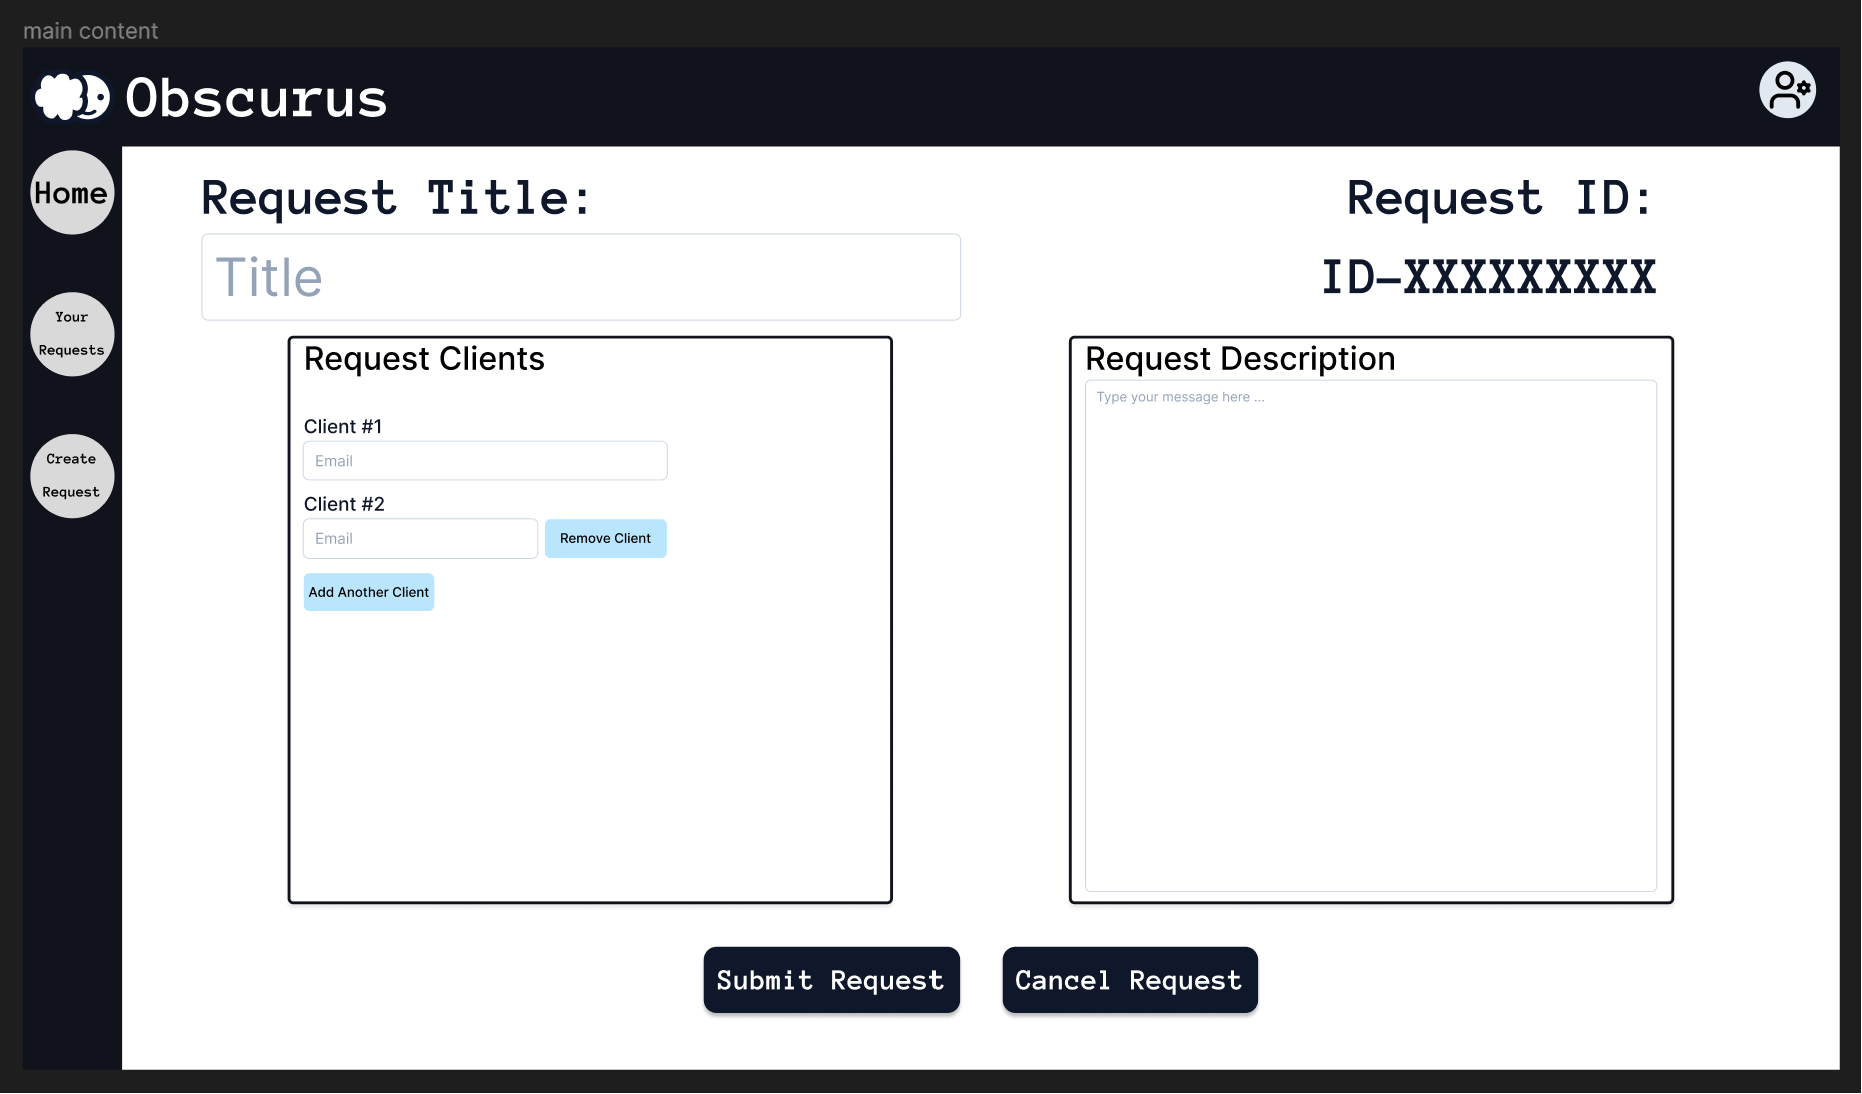 main content
Obscurus
Home
Your
Requests
Create
Request
Request Title:
Title
Request ID:
ID-XXXXXXXXX
Request Clients
Client #1
Email
Client #2
Email
Remove Client
Add Another Client
Request Description
Type your message here ...
Submit Request
Cancel Request